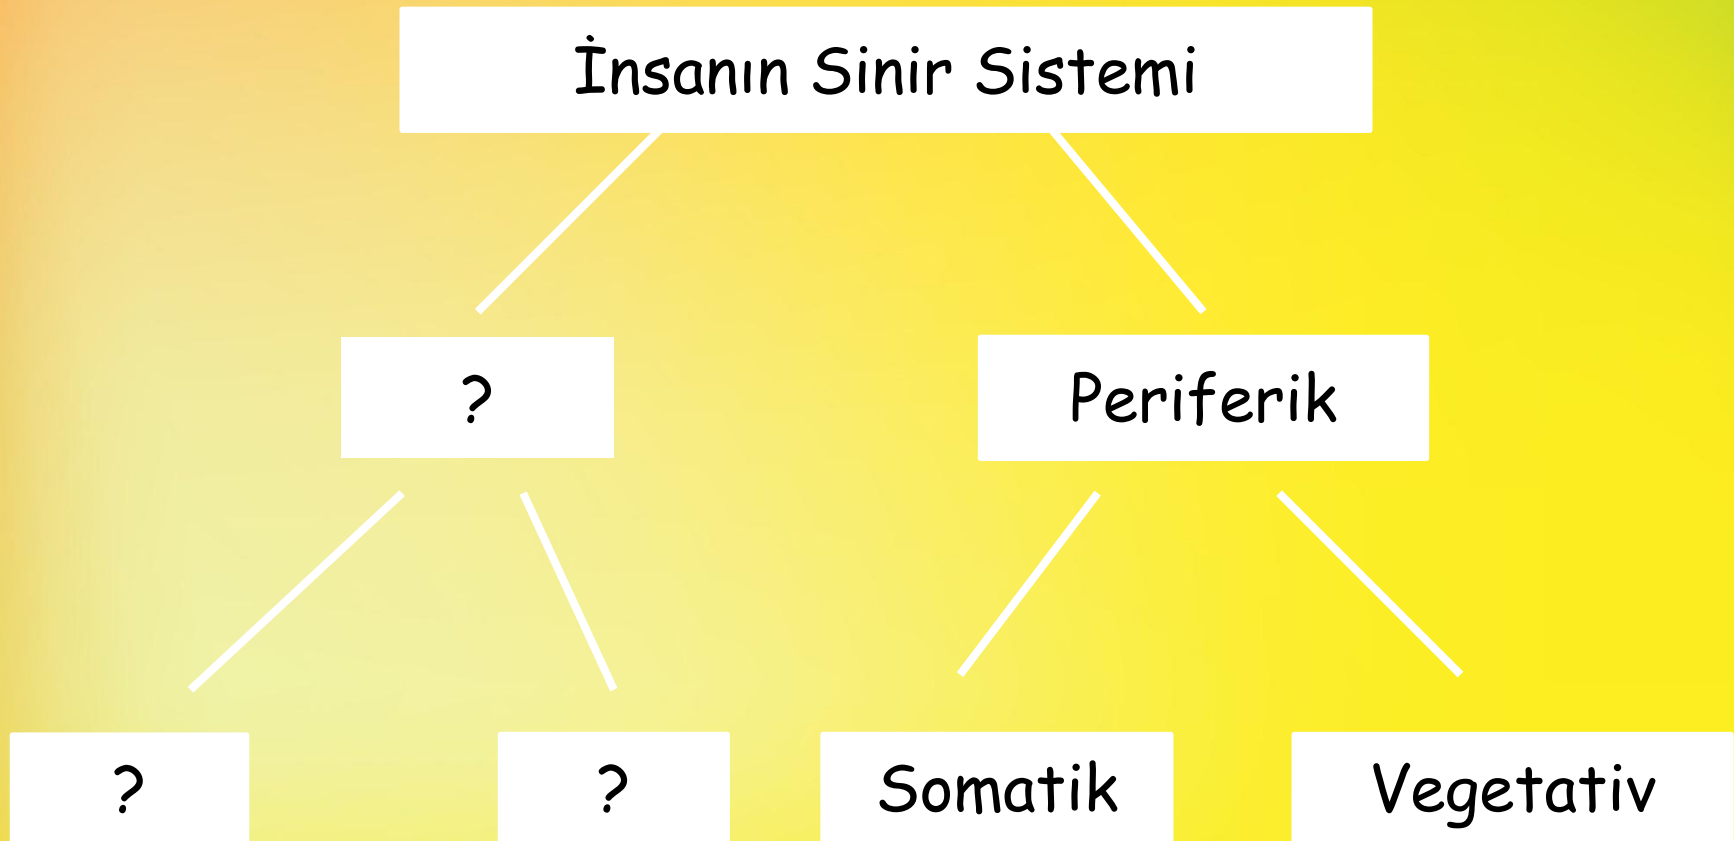 İnsanın Sinir Sistemi
?
Periferik
?
?
Somatik
Vegetativ